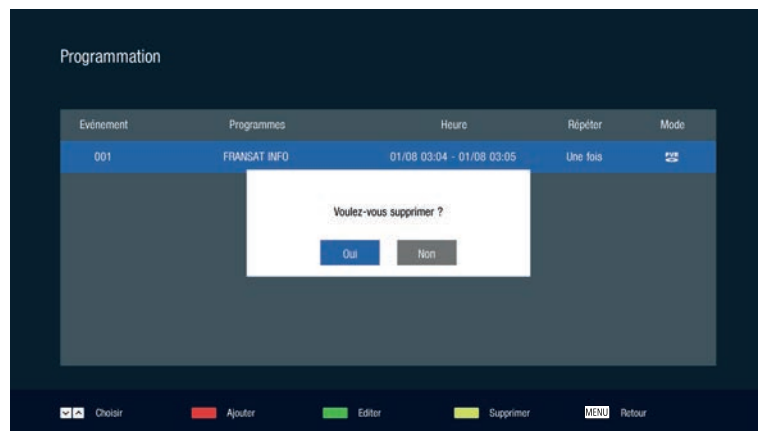 Programmation
Evénement Programmes Heure Répéter Mode
001 FRANSAT INFO 01/08 03:04 - 01/08 03:05 Une fois PVR
Voulez-vous supprimer ?
Oui Non
Choisir Ajouter Editer Supprimer MENU Retour